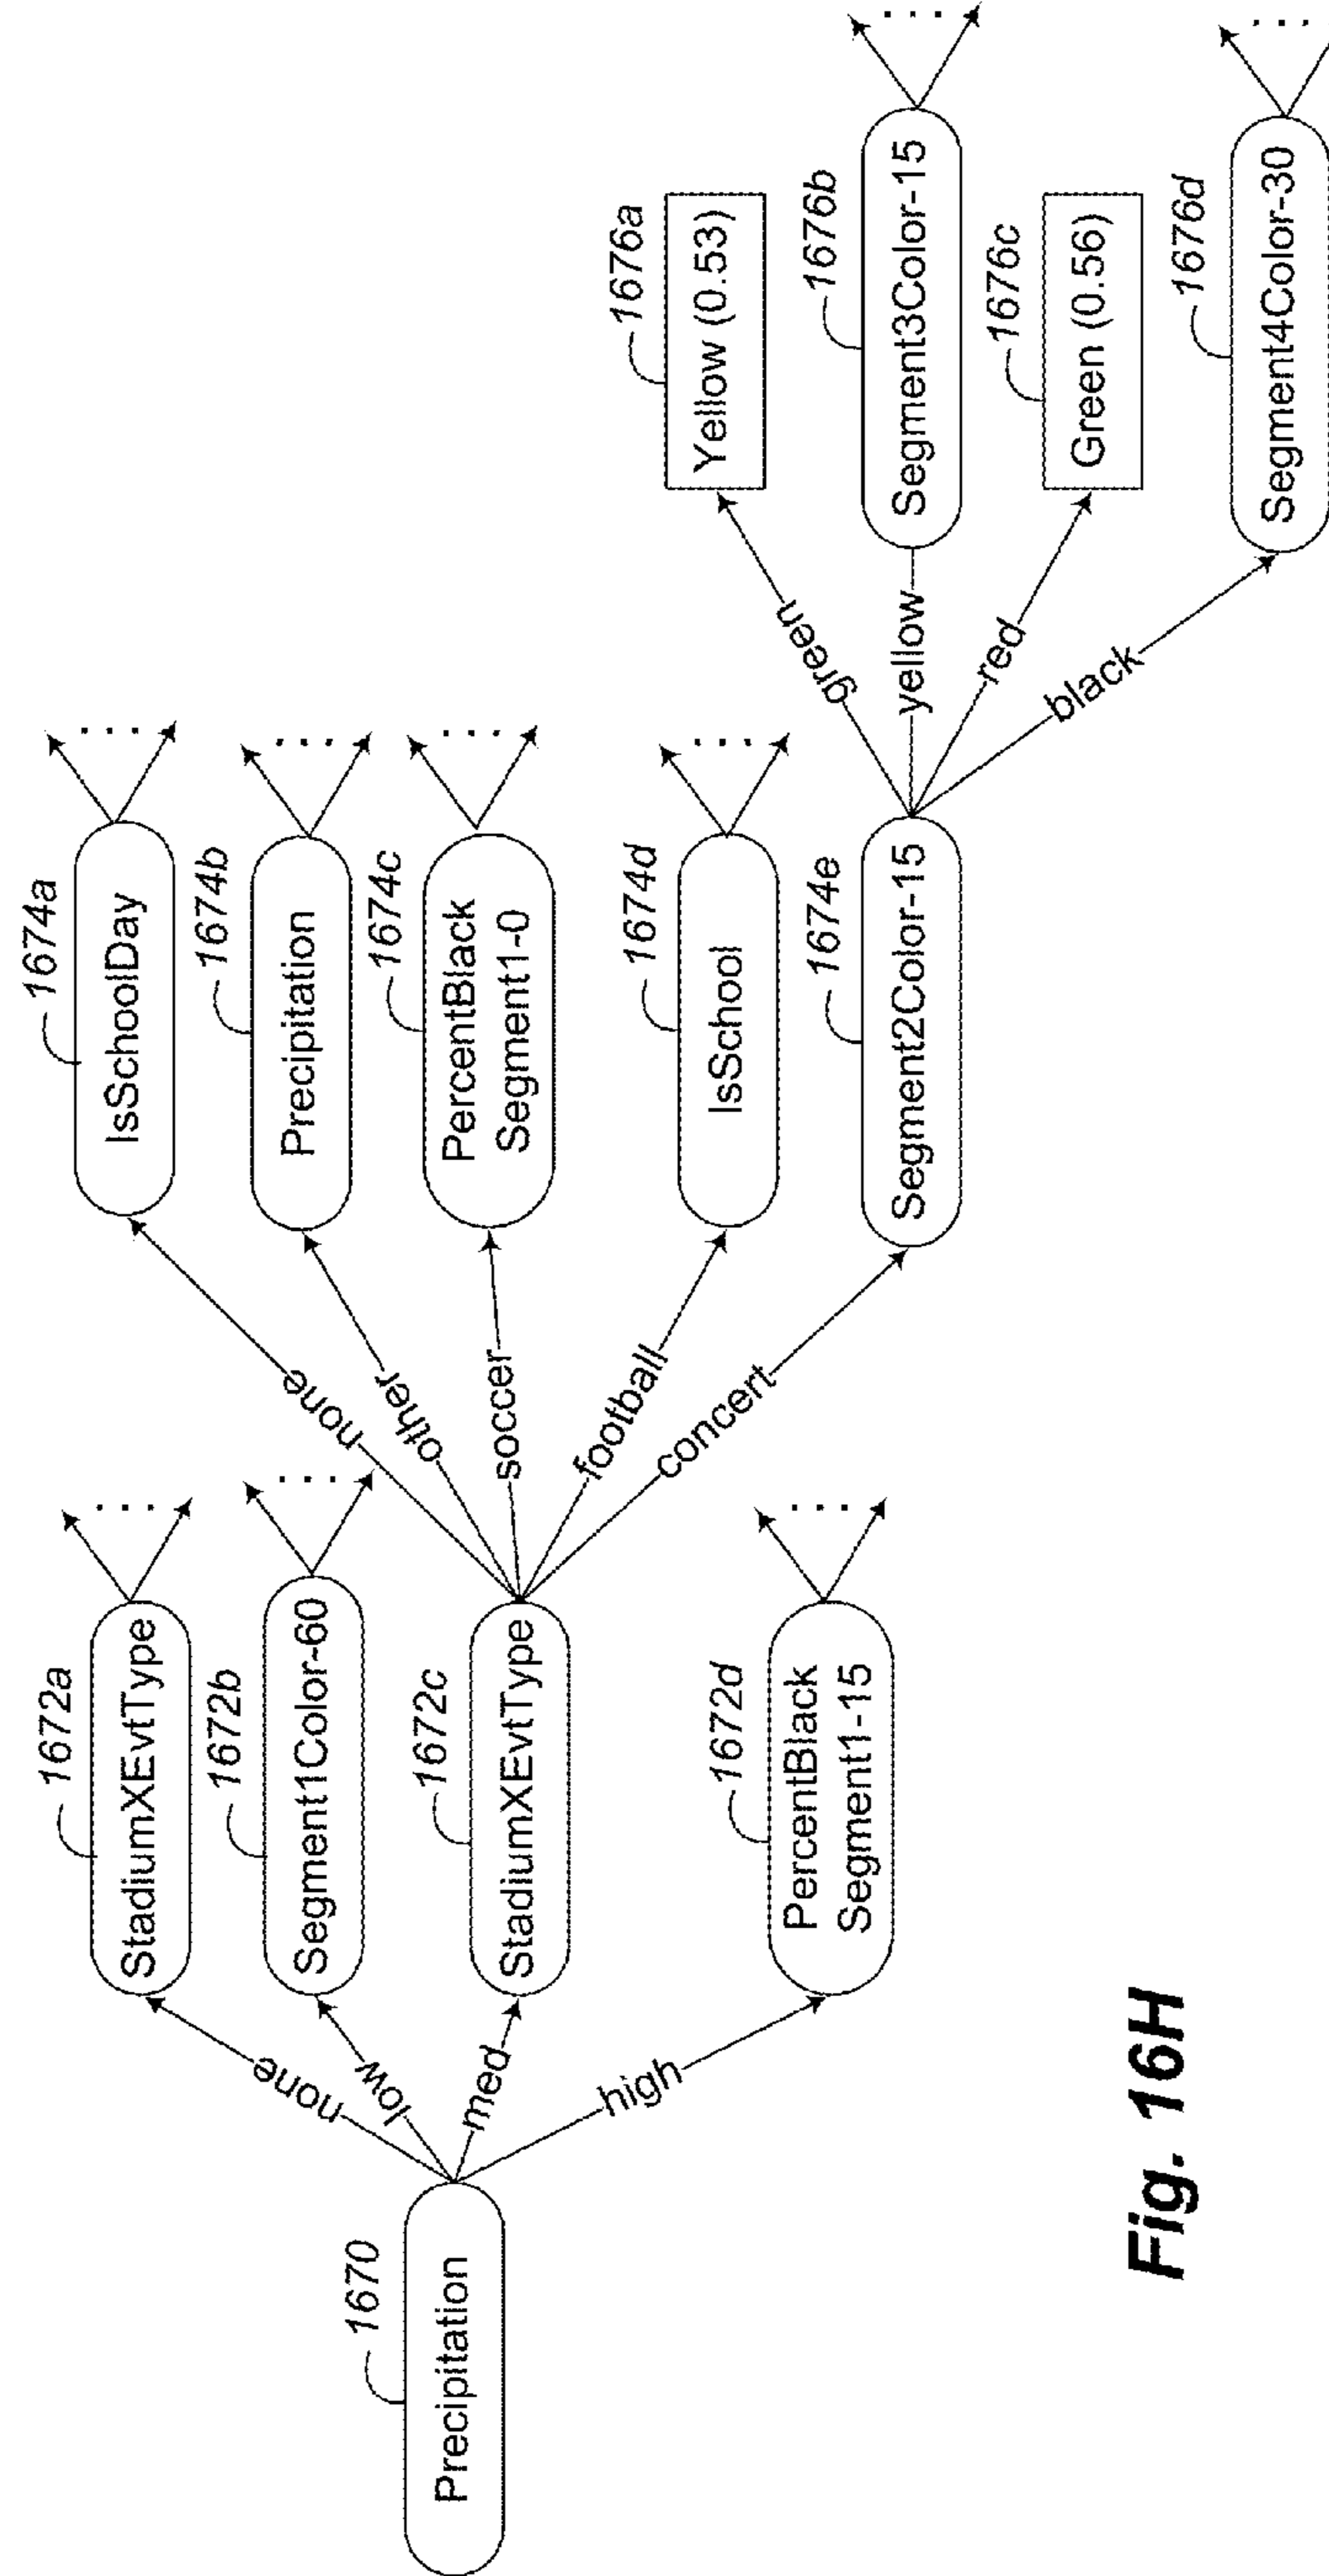 1670
Precipitation
none
low
med
high
1672a
StadiumXEvtType
...
1672b
Segment1Color-60
...
1672c
StadiumXEvtType
1672d
PercentBlack
Segment1-15
...
none
other
soccer
football
concert
1674a
IsSchoolDay
...
1674b
Precipitation
...
1674c
PercentBlack
Segment1-0
...
1674d
IsSchool
...
1674e
Segment2Color-15
green
yellow
red
black
1676a
Yellow (0.53)
1676b
Segment3Color-15
...
1676c
Green (0.56)
1676d
Segment4Color-30
...
Fig. 16H